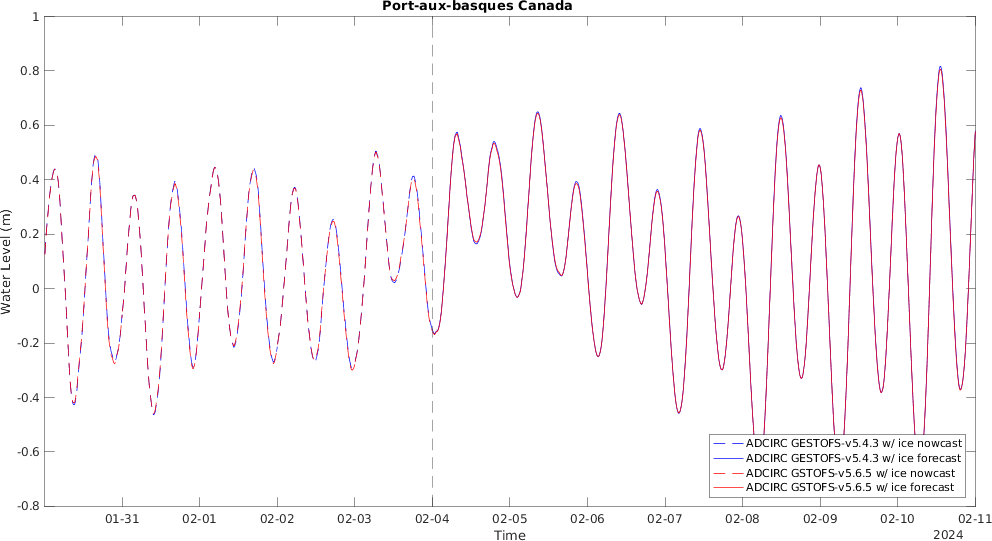 Port-aux-basques Canada
1
0.8
0.6
0.4
0.2
0
-0.2
-0.4
-0.6
-0.8
Water Level (m)
ADCIRC GESTOFS-v5.4.3 w/ ice nowcast
ADCIRC GESTOFS-v5.4.3 w/ ice forecast
ADCIRC GSTOFS-v5.6.5 w/ ice nowcast
ADCIRC GSTOFS-v5.6.5 w/ ice forecast
01-31 02-01 02-02 02-03 02-04 02-05 02-06 02-07 02-08 02-09 02-10 02-11
Time
2024